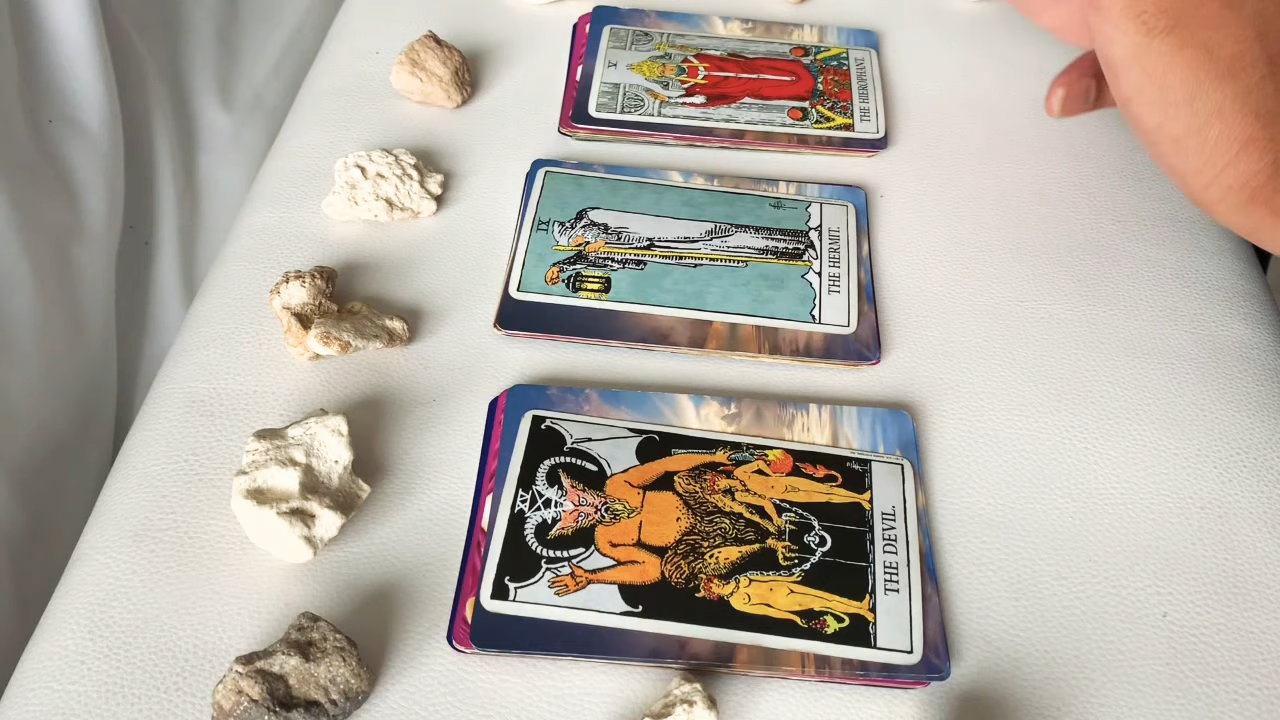 V
THE HIEROPHANT.
IX
THE HERMIT.
XV
THE DEVIL.